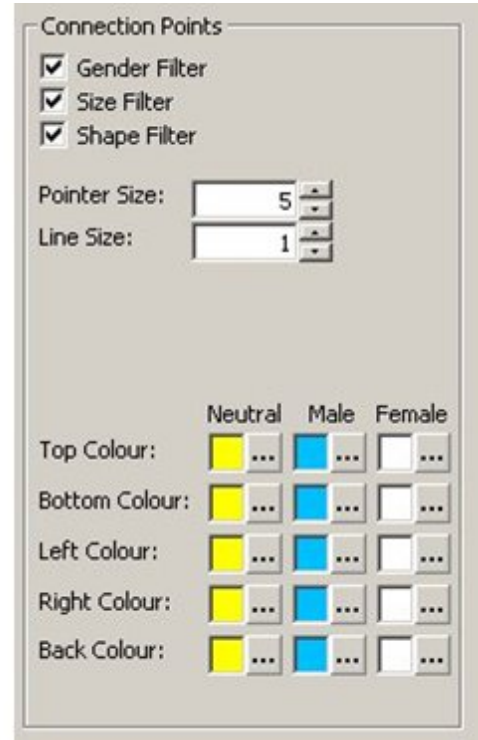 Connection Points
Gender Filter
Size Filter
Shape Filter
Pointer Size: 5
Line Size: 1
Neutral Male Female
Top Colour: ... ... ...
Bottom Colour: ... ... ...
Left Colour: ... ... ...
Right Colour: ... ... ...
Back Colour: ... ... ...